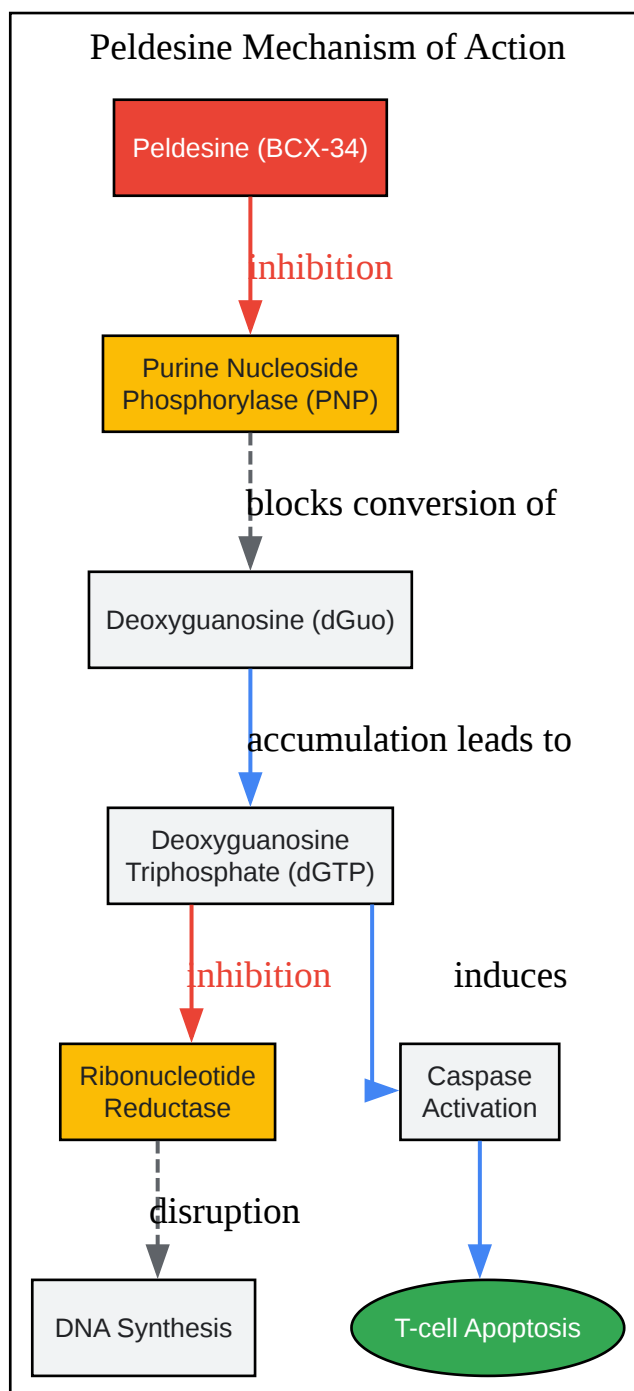 Peldesine Mechanism of Action
Peldesine (BCX-34)
inhibition
Purine Nucleoside
Phosphorylase (PNP)
blocks conversion of
Deoxyguanosine (dGuo)
accumulation leads to
Deoxyguanosine
Triphosphate (dGTP)
inhibition
induces
Ribonucleotide
Reductase
Caspase
Activation
disruption
DNA Synthesis
T-cell Apoptosis